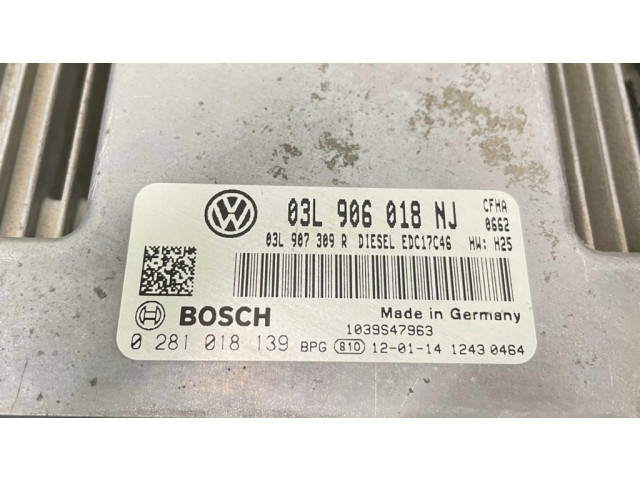 03L 906 018 NJ CFHA
0662
03L 907 309 R DIESEL EDC17C46 HW: H25
BOSCH Made in Germany
1039S47963
0 281 018 139 BPG 810 12-01-14 1243 0464